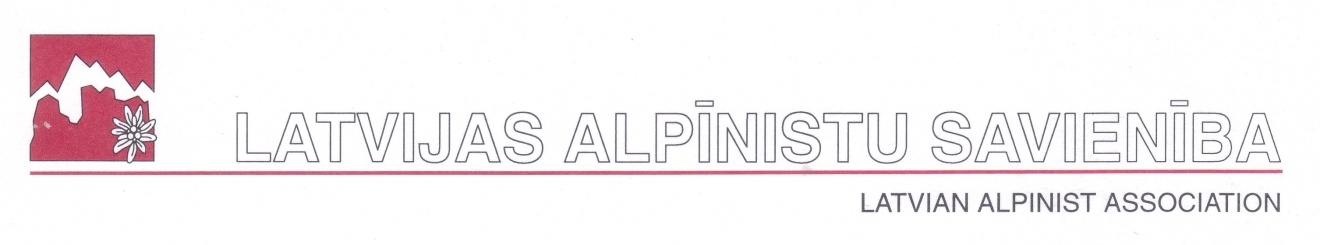 LATVIJAS ALPĪNISTU SAVIENĪBA
LATVIAN ALPINIST ASSOCIATION